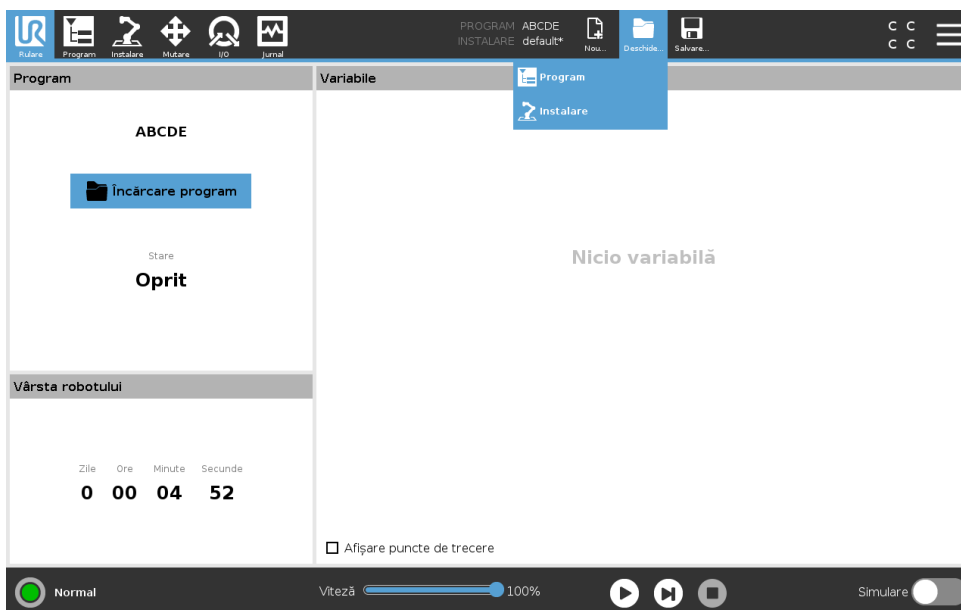 UR
Rulare
Program
Instalare
Mutare
I/O
Jurnal
PROGRAM ABCDE
INSTALARE default*
Nou...
Deschide...
Salvare...
C C
C C
Program
Instalare
Program
ABCDE
Încărcare program
Stare
Oprit
Variabile
Nicio variabilă
Vârsta robotului
Zile Ore Minute Secunde
0 00 04 52
Afișare puncte de trecere
Normal
Viteză 100%
Simulare